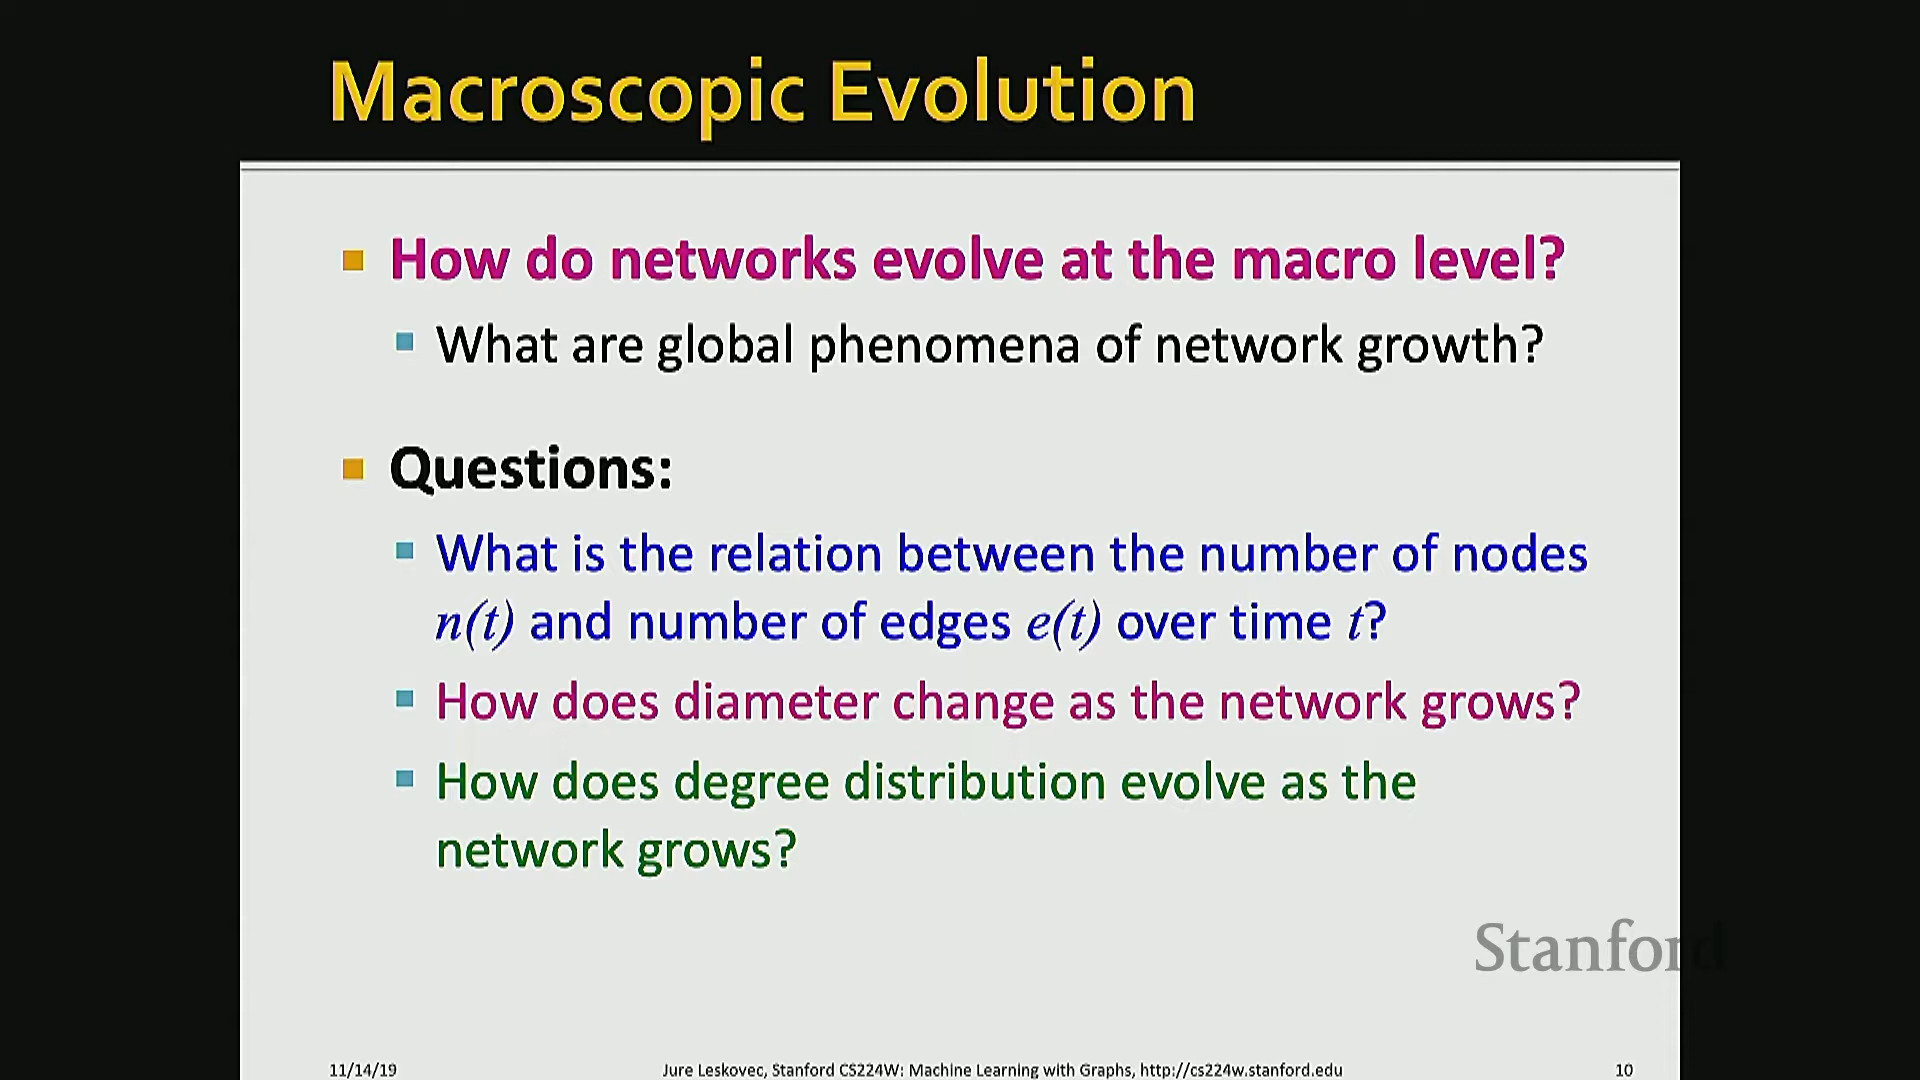 Macroscopic Evolution
How do networks evolve at the macro level?
What are global phenomena of network growth?
Questions:
What is the relation between the number of nodes
n(t) and number of edges e(t) over time t?
How does diameter change as the network grows?
How does degree distribution evolve as the
network grows?
Stanford
11/14/19
Jure Leskovec, Stanford CS224W: Machine Learning with Graphs, http://cs224w.stanford.edu
10